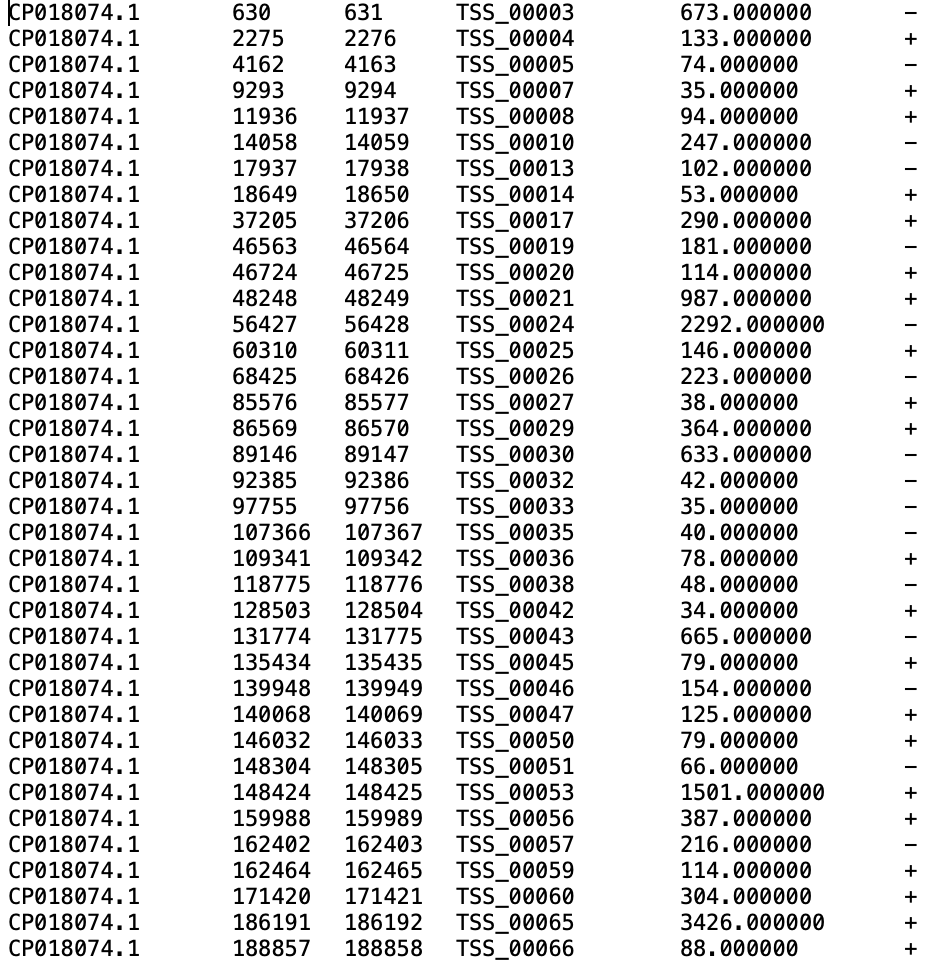 CP018074.1 630 631 TSS_00003 673.000000 -
CP018074.1 2275 2276 TSS_00004 133.000000 +
CP018074.1 4162 4163 TSS_00005 74.000000 -
CP018074.1 9293 9294 TSS_00007 35.000000 +
CP018074.1 11936 11937 TSS_00008 94.000000 +
CP018074.1 14058 14059 TSS_00010 247.000000 -
CP018074.1 17937 17938 TSS_00013 102.000000 -
CP018074.1 18649 18650 TSS_00014 53.000000 +
CP018074.1 37205 37206 TSS_00017 290.000000 +
CP018074.1 46563 46564 TSS_00019 181.000000 -
CP018074.1 46724 46725 TSS_00020 114.000000 +
CP018074.1 48248 48249 TSS_00021 987.000000 +
CP018074.1 56427 56428 TSS_00024 2292.000000 -
CP018074.1 60310 60311 TSS_00025 146.000000 +
CP018074.1 68425 68426 TSS_00026 223.000000 -
CP018074.1 85576 85577 TSS_00027 38.000000 +
CP018074.1 86569 86570 TSS_00029 364.000000 +
CP018074.1 89146 89147 TSS_00030 633.000000 -
CP018074.1 92385 92386 TSS_00032 42.000000 -
CP018074.1 97755 97756 TSS_00033 35.000000 -
CP018074.1 107366 107367 TSS_00035 40.000000 -
CP018074.1 109341 109342 TSS_00036 78.000000 +
CP018074.1 118775 118776 TSS_00038 48.000000 -
CP018074.1 128503 128504 TSS_00042 34.000000 +
CP018074.1 131774 131775 TSS_00043 665.000000 -
CP018074.1 135434 135435 TSS_00045 79.000000 +
CP018074.1 139948 139949 TSS_00046 154.000000 -
CP018074.1 140068 140069 TSS_00047 125.000000 +
CP018074.1 146032 146033 TSS_00050 79.000000 +
CP018074.1 148304 148305 TSS_00051 66.000000 -
CP018074.1 148424 148425 TSS_00053 1501.000000 +
CP018074.1 159988 159989 TSS_00056 387.000000 +
CP018074.1 162402 162403 TSS_00057 216.000000 -
CP018074.1 162464 162465 TSS_00059 114.000000 +
CP018074.1 171420 171421 TSS_00060 304.000000 +
CP018074.1 186191 186192 TSS_00065 3426.000000 +
CP018074.1 188857 188858 TSS_00066 88.000000 +